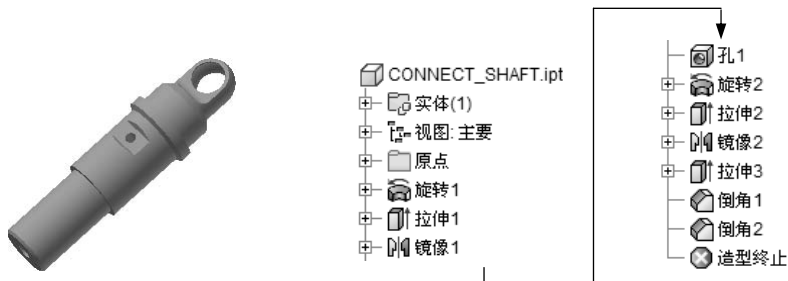 CONNECT_SHAFT.ipt
实体(1)
视图: 主要
原点
旋转1
拉伸1
镜像1
孔1
旋转2
拉伸2
镜像2
拉伸3
倒角1
倒角2
造型终止